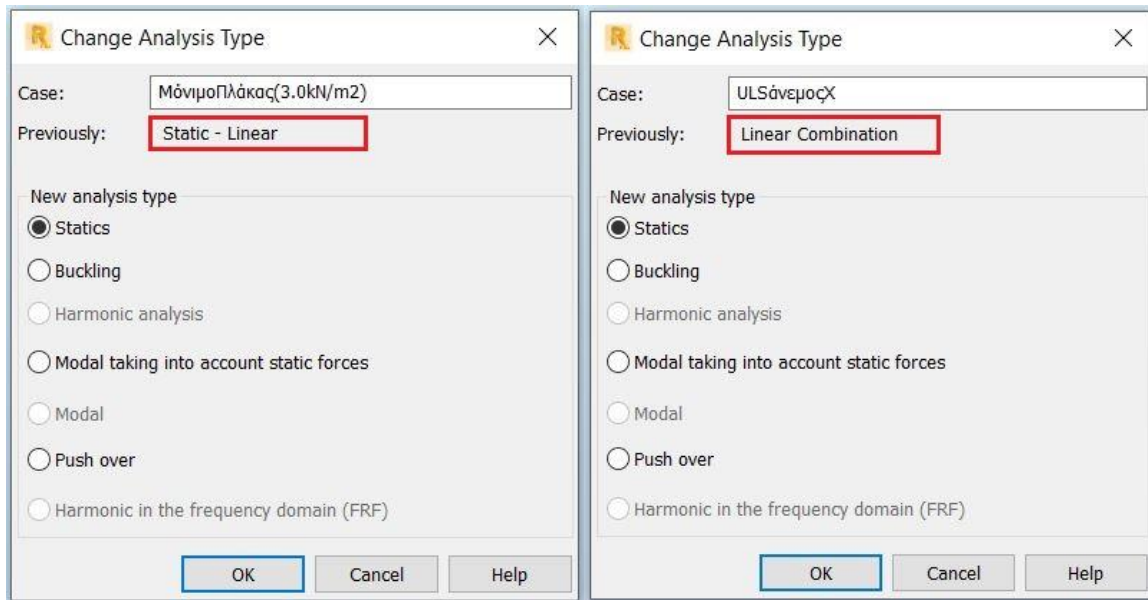 Change Analysis Type
Case: ΜόνιμοΠλάκας(3.0kN/m2)
Previously: Static - Linear
New analysis type
Statics
Buckling
Harmonic analysis
Modal taking into account static forces
Modal
Push over
Harmonic in the frequency domain (FRF)
OK Cancel Help
Change Analysis Type
Case: ULSάνεμοςX
Previously: Linear Combination
New analysis type
Statics
Buckling
Harmonic analysis
Modal taking into account static forces
Modal
Push over
Harmonic in the frequency domain (FRF)
OK Cancel Help